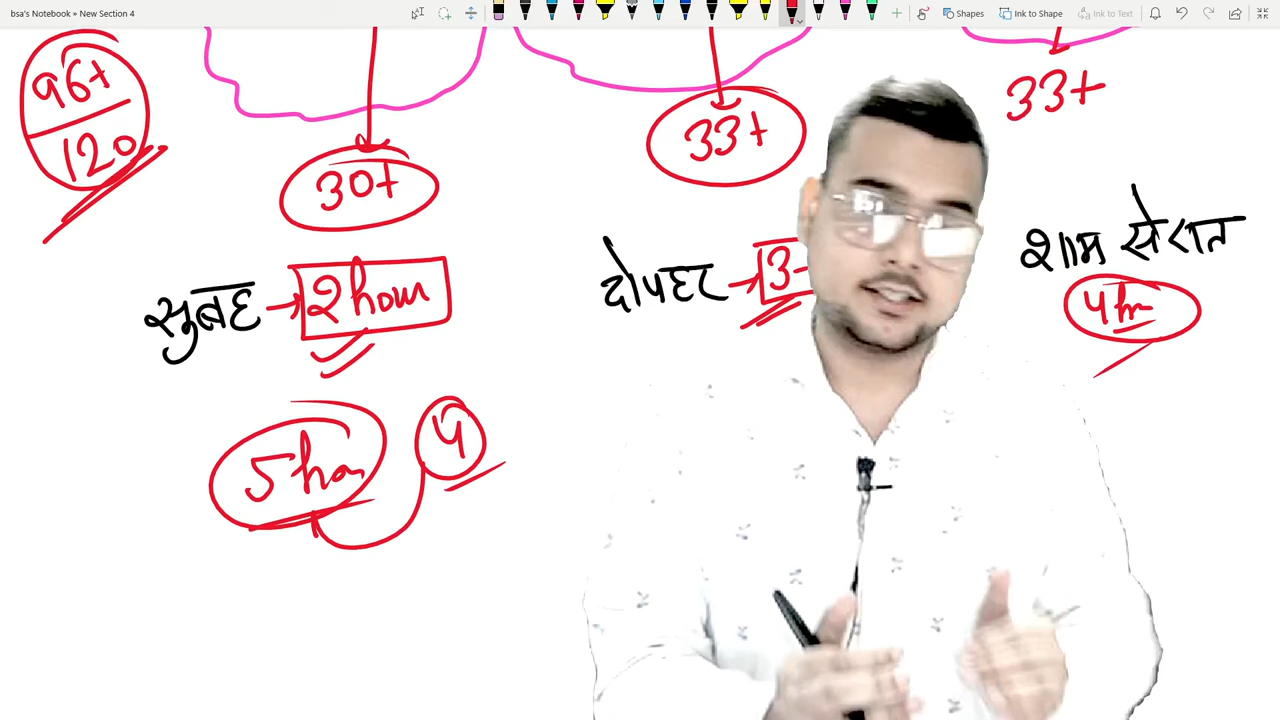 bsa's Notebook » New Section 4
Shapes Ink to Shape Ink to Text
96+
120
30+
33+
33+
सुबह → 2 hour
दोपहर → 3-
शाम से रात
4 hr
5 hou
4